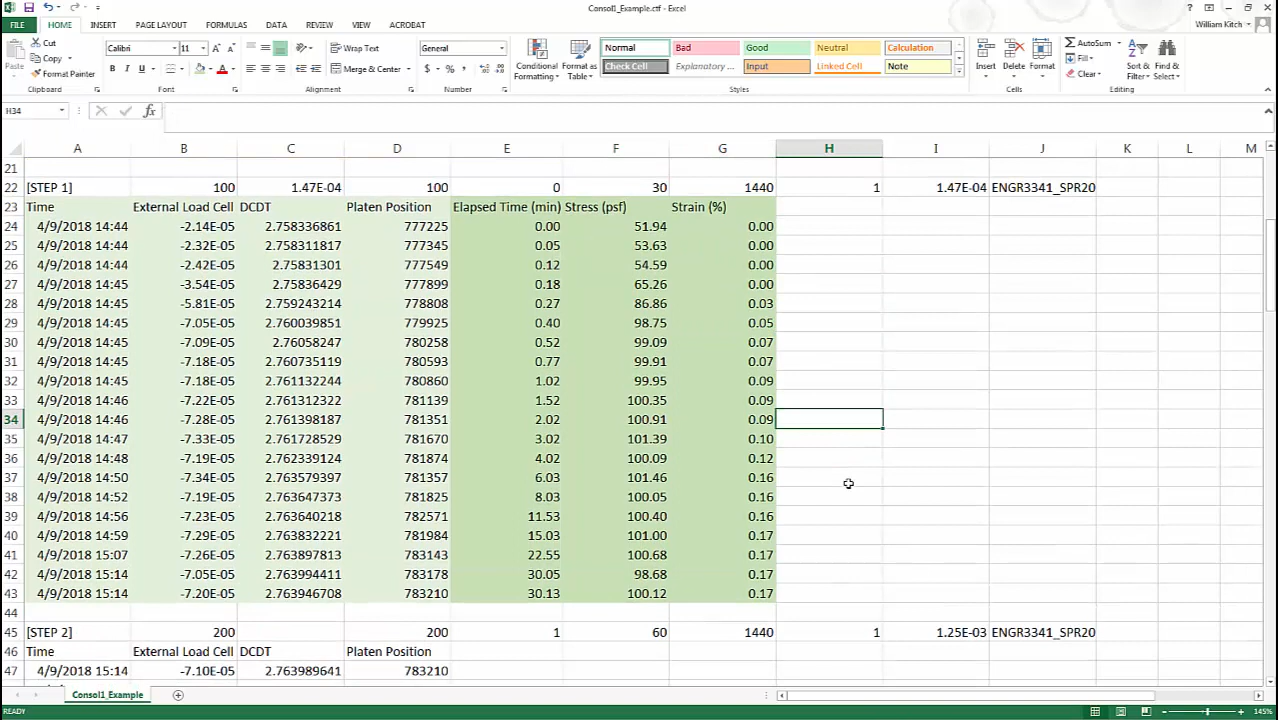 Consol1_Example.ctf - Excel
FILE HOME INSERT PAGE LAYOUT FORMULAS DATA REVIEW VIEW ACROBAT William Kitch
Cut Calibri 11 Wrap Text General Normal Bad Good Neutral Calculation AutoSum
Copy Paste Format Painter Merge & Center Conditional Formatting Format as Table Check Cell Explanatory ... Input Linked Cell Note Insert Delete Format Fill Clear Sort & Filter Find & Select
Clipboard Font Alignment Number Styles Cells Editing
H34
A B C D E F G H I J K L M
21
22 [STEP 1] 100 1.47E-04 100 0 30 1440 1 1.47E-04 ENGR3341_SPR20
23 Time External Load Cell DCDT Platen Position Elapsed Time (min) Stress (psf) Strain (%)
24 4/9/2018 14:44 -2.14E-05 2.758336861 777225 0.00 51.94 0.00
25 4/9/2018 14:44 -2.32E-05 2.758311817 777345 0.05 53.63 0.00
26 4/9/2018 14:44 -2.42E-05 2.75831301 777549 0.12 54.59 0.00
27 4/9/2018 14:45 -3.54E-05 2.75836429 777899 0.18 65.26 0.00
28 4/9/2018 14:45 -5.81E-05 2.759243214 778808 0.27 86.86 0.03
29 4/9/2018 14:45 -7.05E-05 2.760039851 779925 0.40 98.75 0.05
30 4/9/2018 14:45 -7.09E-05 2.76058247 780258 0.52 99.09 0.07
31 4/9/2018 14:45 -7.18E-05 2.760735119 780593 0.77 99.91 0.07
32 4/9/2018 14:45 -7.18E-05 2.761132244 780860 1.02 99.95 0.09
33 4/9/2018 14:46 -7.22E-05 2.761312322 781139 1.52 100.35 0.09
34 4/9/2018 14:46 -7.28E-05 2.761398187 781351 2.02 100.91 0.09
35 4/9/2018 14:47 -7.33E-05 2.761728529 781670 3.02 101.39 0.10
36 4/9/2018 14:48 -7.19E-05 2.762339124 781874 4.02 100.09 0.12
37 4/9/2018 14:50 -7.34E-05 2.763579397 781357 6.03 101.46 0.16
38 4/9/2018 14:52 -7.19E-05 2.763647373 781825 8.03 100.05 0.16
39 4/9/2018 14:56 -7.23E-05 2.763640218 782571 11.53 100.40 0.16
40 4/9/2018 14:59 -7.29E-05 2.763832221 781984 15.03 101.00 0.17
41 4/9/2018 15:07 -7.26E-05 2.763897813 783143 22.55 100.68 0.17
42 4/9/2018 15:14 -7.05E-05 2.763994411 783178 30.05 98.68 0.17
43 4/9/2018 15:14 -7.20E-05 2.763946708 783210 30.13 100.12 0.17
44
45 [STEP 2] 200 200 1 60 1440 1 1.25E-03 ENGR3341_SPR20
46 Time External Load Cell DCDT Platen Position
47 4/9/2018 15:14 -7.10E-05 2.763989641 783210
Consol1_Example
READY 145%